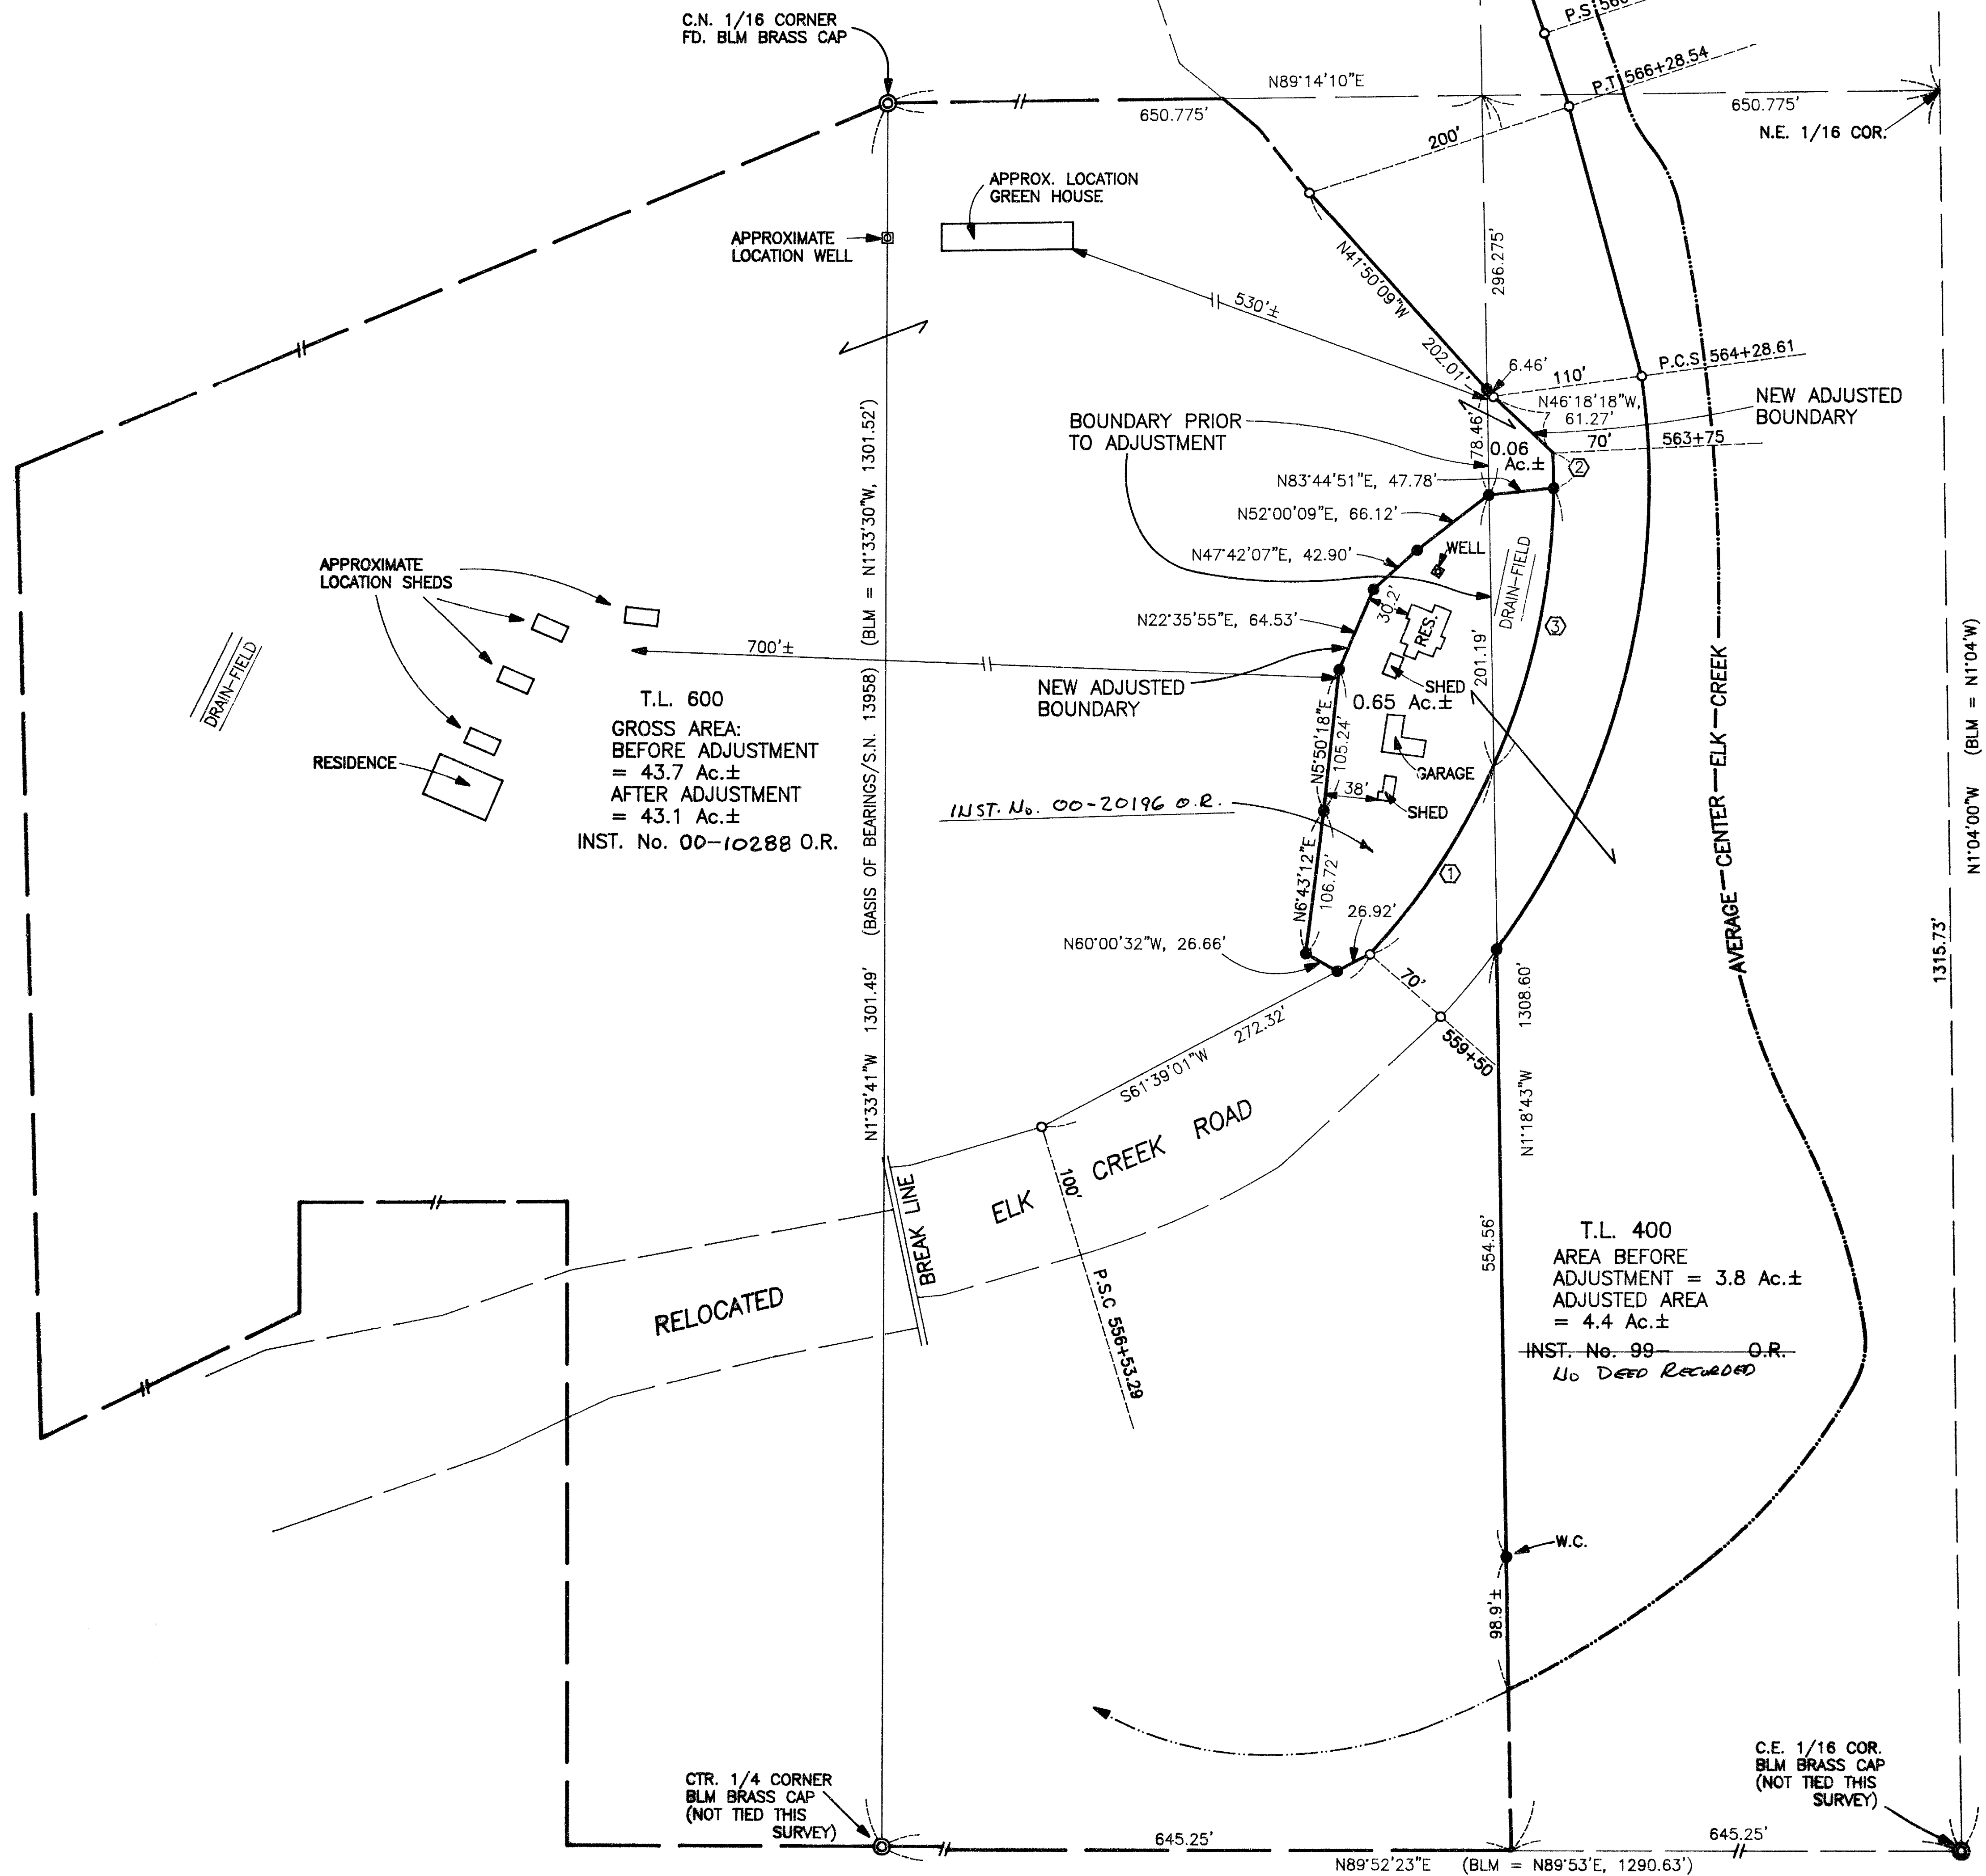 C.N. 1/16 CORNER
FD. BLM BRASS CAP
P.S. 566
P.T. 566+28.54
N89°14'10"E
650.775'
650.775'
N.E. 1/16 COR.
200'
APPROX. LOCATION
GREEN HOUSE
APPROXIMATE
LOCATION WELL
N41°50'09"W
202.01'
296.275'
530'±
6.46'
110'
P.C.S. 564+28.61
N46°18'18"W,
61.27'
NEW ADJUSTED
BOUNDARY
70'
563+75
BOUNDARY PRIOR
TO ADJUSTMENT
78.46'
0.06
Ac.±
2
N83°44'51"E, 47.78'
N52°00'09"E, 66.12'
N47°42'07"E, 42.90'
WELL
DRAIN-FIELD
30.2'
RES.
3
N22°35'55"E, 64.53'
201.19'
SHED
0.65 Ac.±
NEW ADJUSTED
BOUNDARY
N5°50'18"E
105.24'
GARAGE
38'
SHED
INST. No. 00-20196 O.R.
1
N6°43'12"E
106.72'
26.92'
N60°00'32"W, 26.66'
70'
559+50
APPROXIMATE
LOCATION SHEDS
700'±
DRAIN-FIELD
RESIDENCE
T.L. 600
GROSS AREA:
BEFORE ADJUSTMENT
= 43.7 Ac.±
AFTER ADJUSTMENT
= 43.1 Ac.±
INST. No. 00-10288 O.R.
N1°33'41"W 1301.49' (BASIS OF BEARINGS/S.N. 13958) (BLM = N1°33'30"W, 1301.52')
S61°39'01"W 272.32'
ELK CREEK ROAD
100'
P.S.C 556+53.29
BREAK LINE
RELOCATED
N1°18'43"W 1308.60'
554.56'
AVERAGE-CENTER-ELK-CREEK
1315.73'
N1°04'00"W (BLM = N1°04'W)
T.L. 400
AREA BEFORE
ADJUSTMENT = 3.8 Ac.±
ADJUSTED AREA
= 4.4 Ac.±
INST. No. 99- O.R.
No DEED RECORDED
W.C.
98.9'±
CTR. 1/4 CORNER
BLM BRASS CAP
(NOT TIED THIS
SURVEY)
645.25'
645.25'
N89°52'23"E (BLM = N89°53'E, 1290.63')
C.E. 1/16 COR.
BLM BRASS CAP
(NOT TIED THIS
SURVEY)